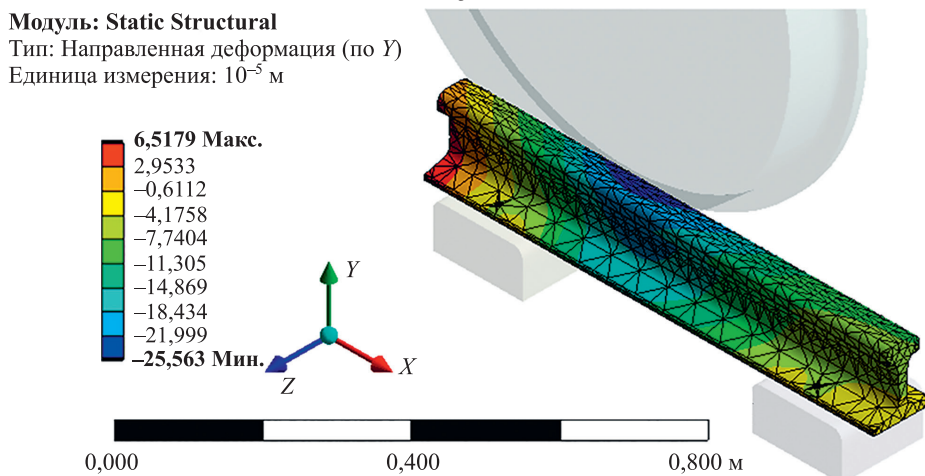 Модуль: Static Structural
Тип: Направленная деформация (по Y)
Единица измерения: 10⁻⁵ м
6,5179 Макс.
2,9533
–0,6112
–4,1758
–7,7404
–11,305
–14,869
–18,434
–21,999
–25,563 Мин.
Y
X
Z
0,000 0,400 0,800 м